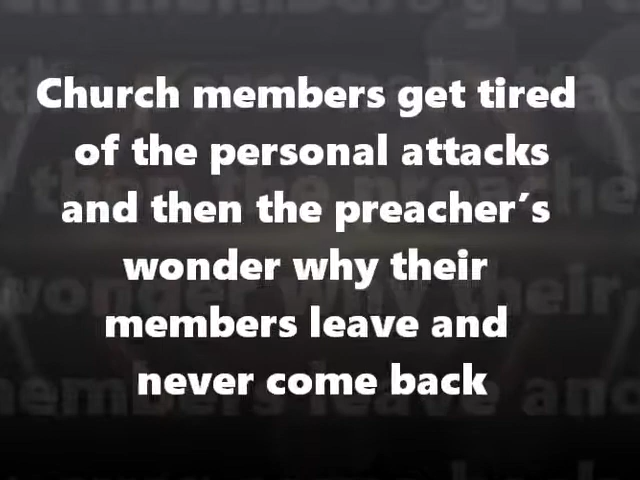 Church members get tired
of the personal attacks
and then the preacher´s
wonder why their
members leave and
never come back